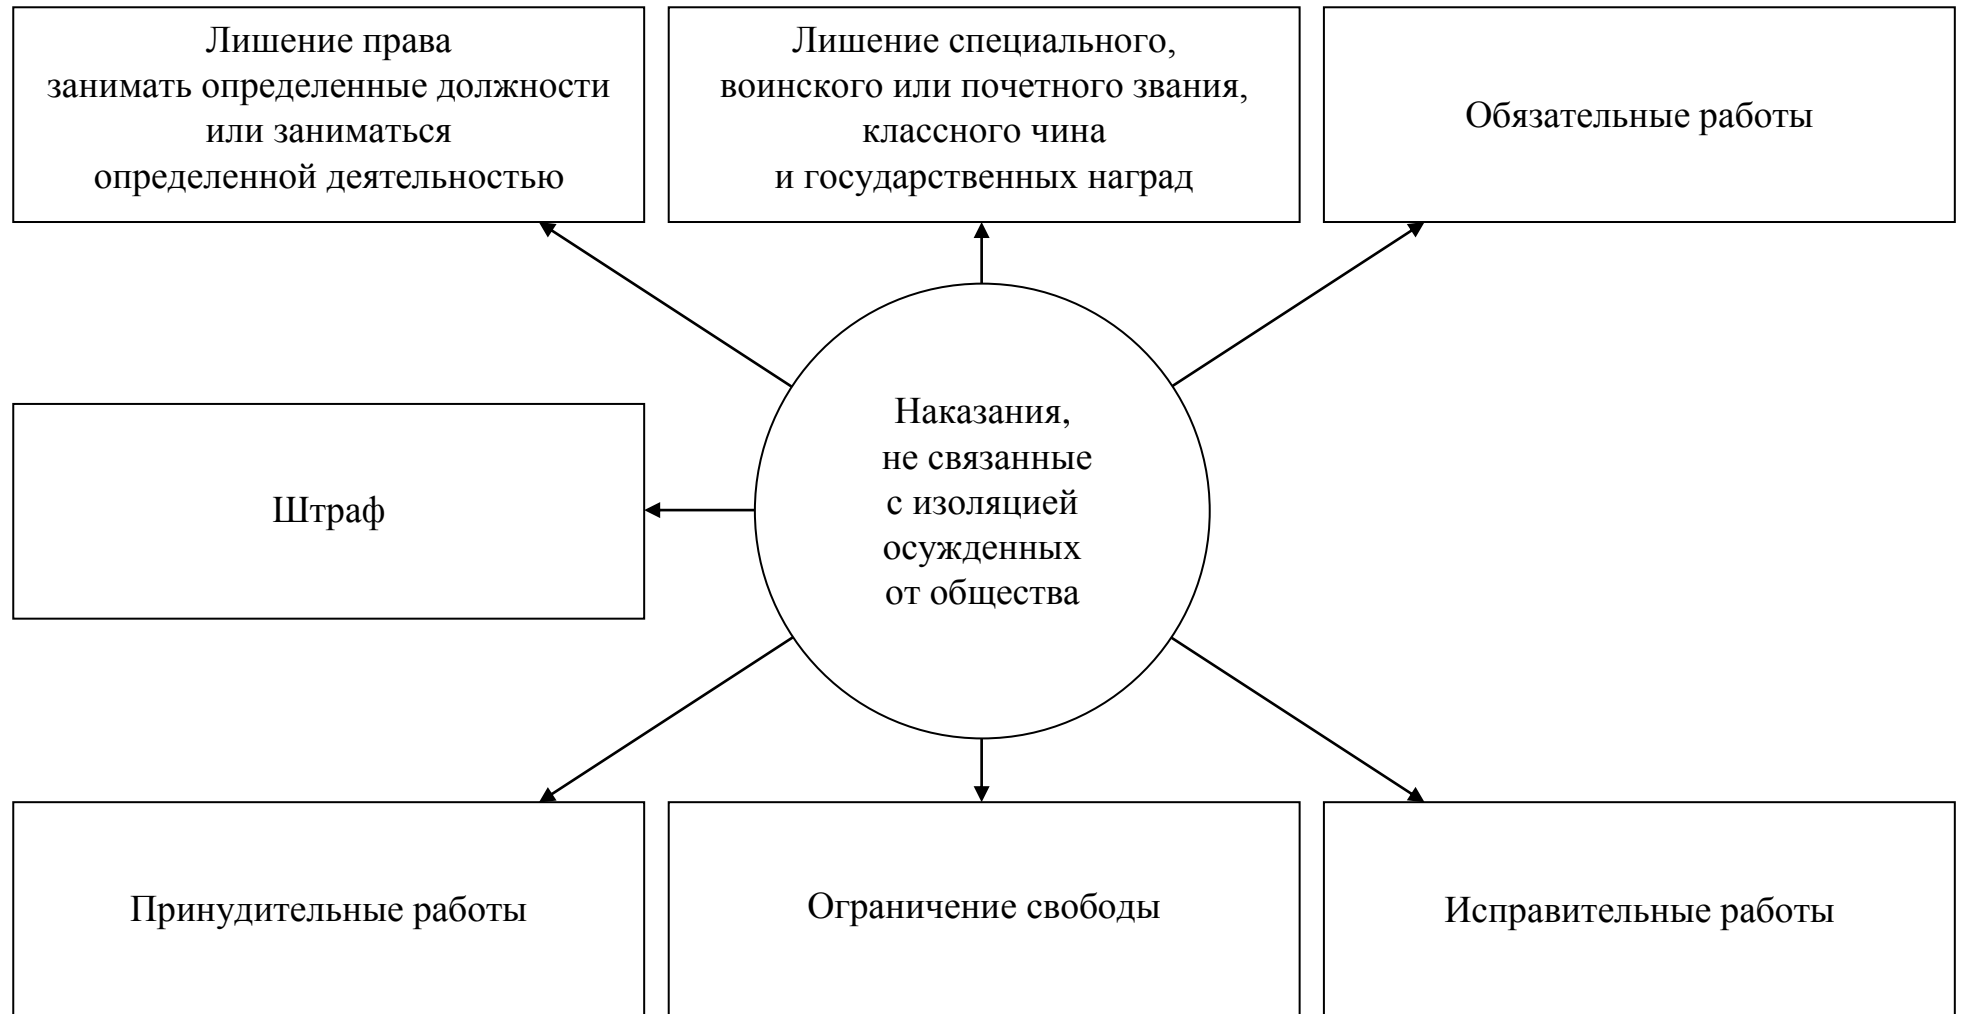 Лишение права
занимать определенные должности
или заниматься
определенной деятельностью
Лишение специального,
воинского или почетного звания,
классного чина
и государственных наград
Обязательные работы
Штраф
Наказания,
не связанные
с изоляцией
осужденных
от общества
Принудительные работы
Ограничение свободы
Исправительные работы